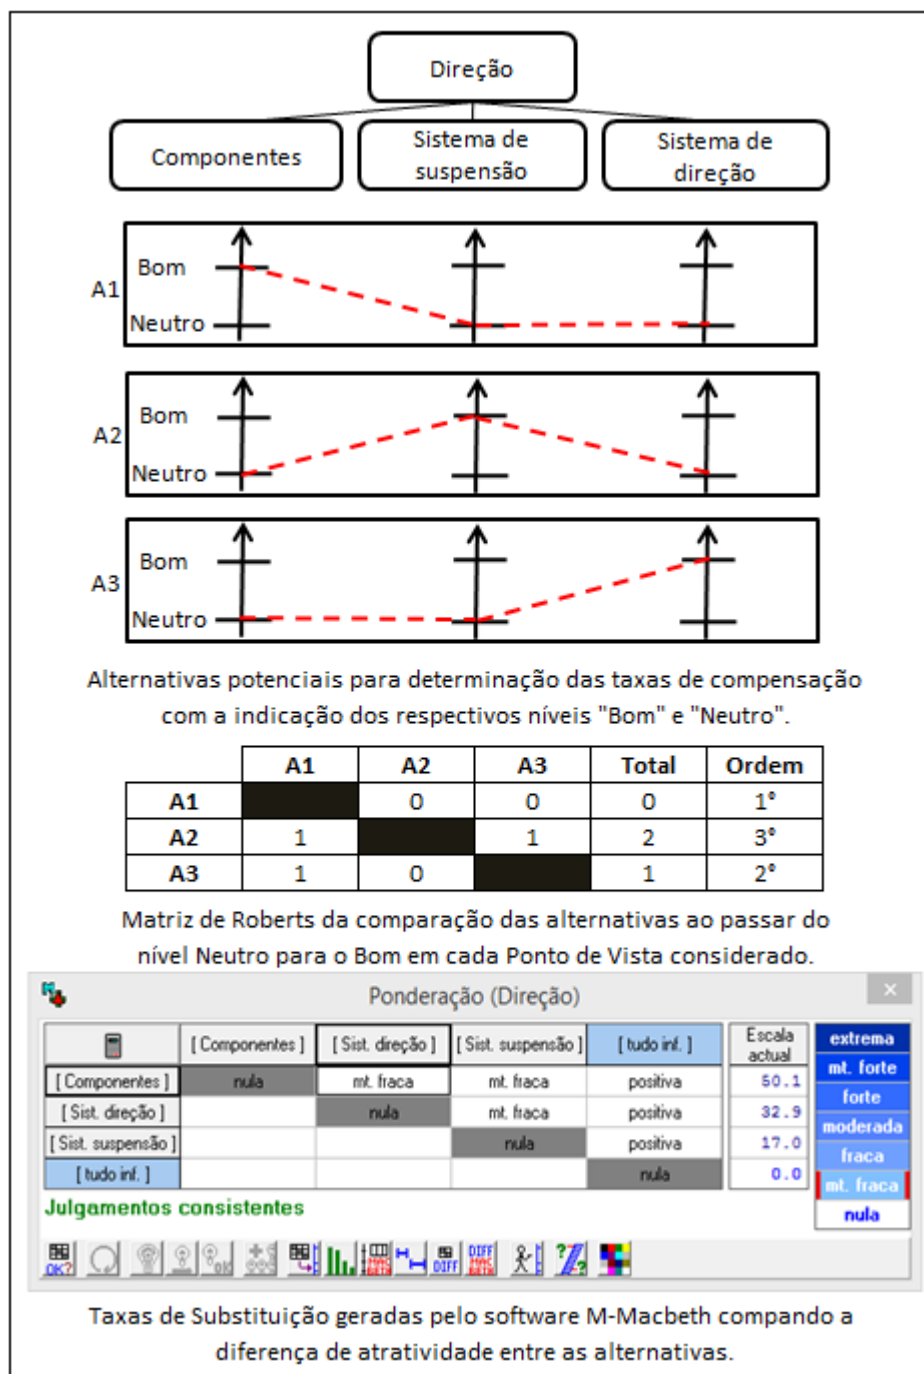 Direção
Componentes
Sistema de
suspensão
Sistema de
direção
A1
Bom
Neutro
A2
Bom
Neutro
A3
Bom
Neutro
Alternativas potenciais para determinação das taxas de compensação
com a indicação dos respectivos níveis "Bom" e "Neutro".
A1 A2 A3 Total Ordem
A1 0 0 0 1°
A2 1 1 2 3°
A3 1 0 1 2°
Matriz de Roberts da comparação das alternativas ao passar do
nível Neutro para o Bom em cada Ponto de Vista considerado.
Ponderação (Direção)
[ Componentes ] [ Sist. direção ] [ Sist. suspensão ] [ tudo inf. ] Escala actual
[ Componentes ] nula mt. fraca mt. fraca positiva 50.1
[ Sist. direção ] nula mt. fraca positiva 32.9
[ Sist. suspensão ] nula positiva 17.0
[ tudo inf. ] nula 0.0
extrema
mt. forte
forte
moderada
fraca
mt. fraca
nula
Julgamentos consistentes
Taxas de Substituição geradas pelo software M-Macbeth compando a
diferença de atratividade entre as alternativas.